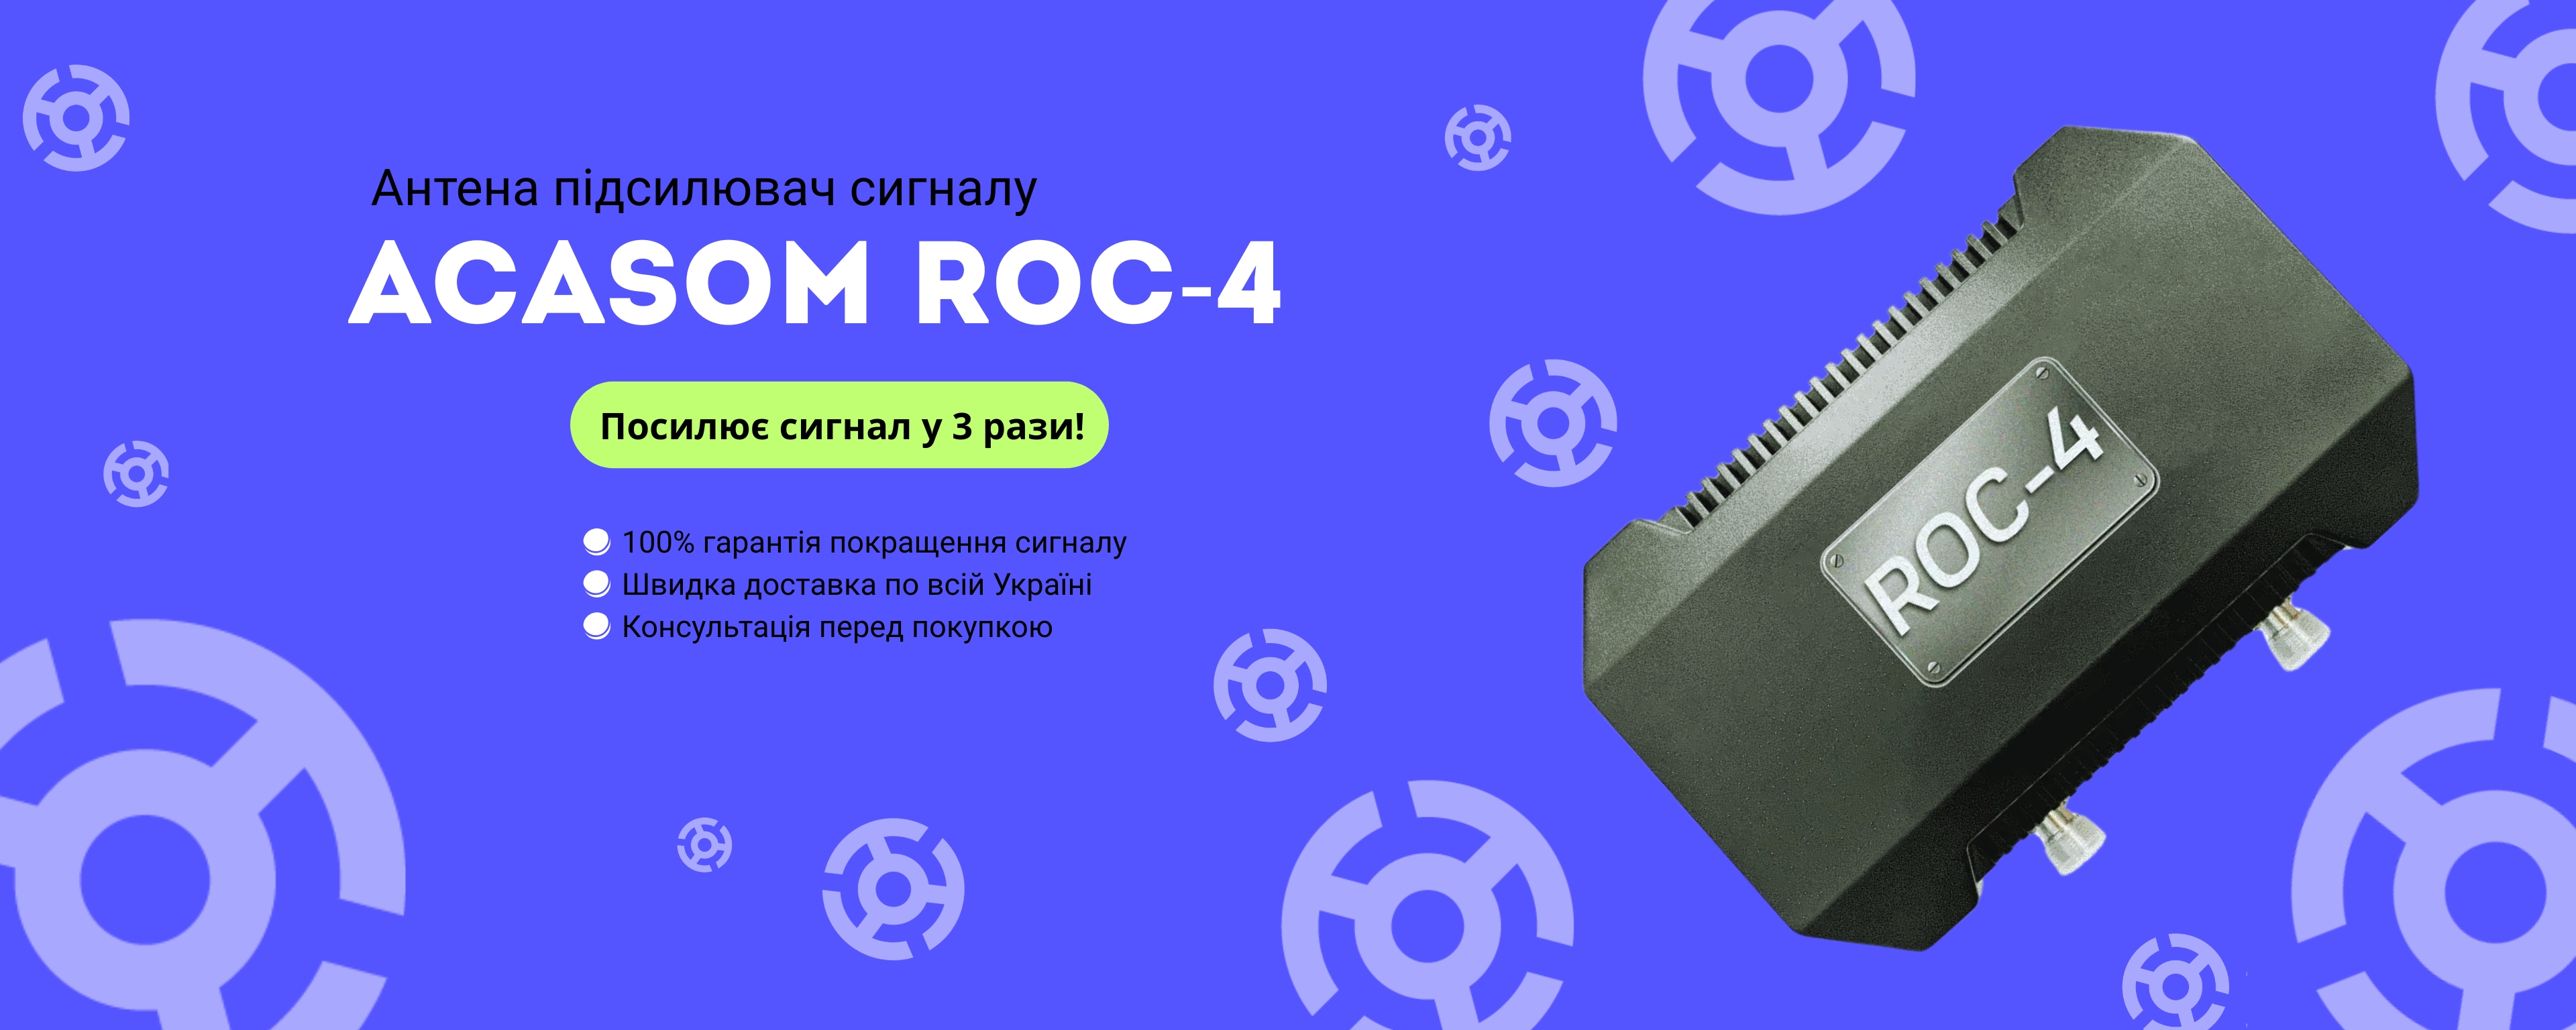 Антена підсилювач сигналу
ACASOM ROC-4
Посилює сигнал у 3 рази!
100% гарантія покращення сигналу
Швидка доставка по всій Україні
Консультація перед покупкою
ROC-4